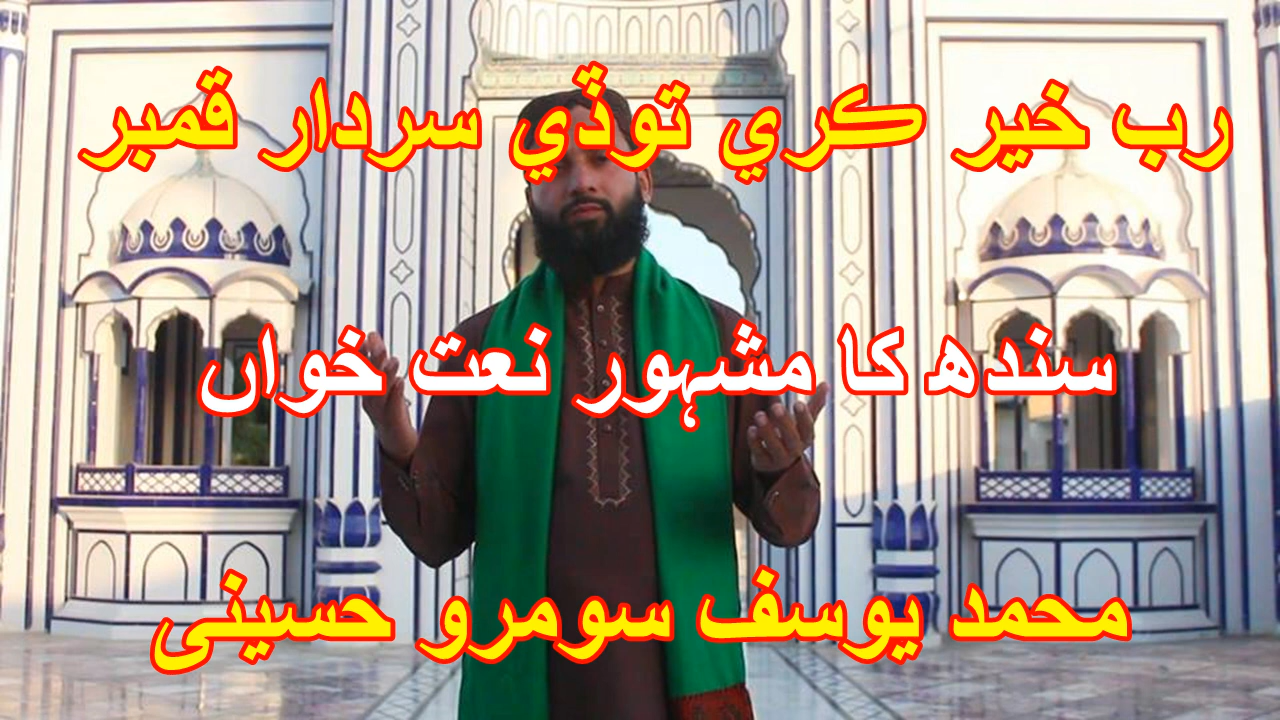 رب خير ڪري توڏي سردار قمبر
سندھ کا مشہور نعت خواں
محمد یوسف سومرو حسینی